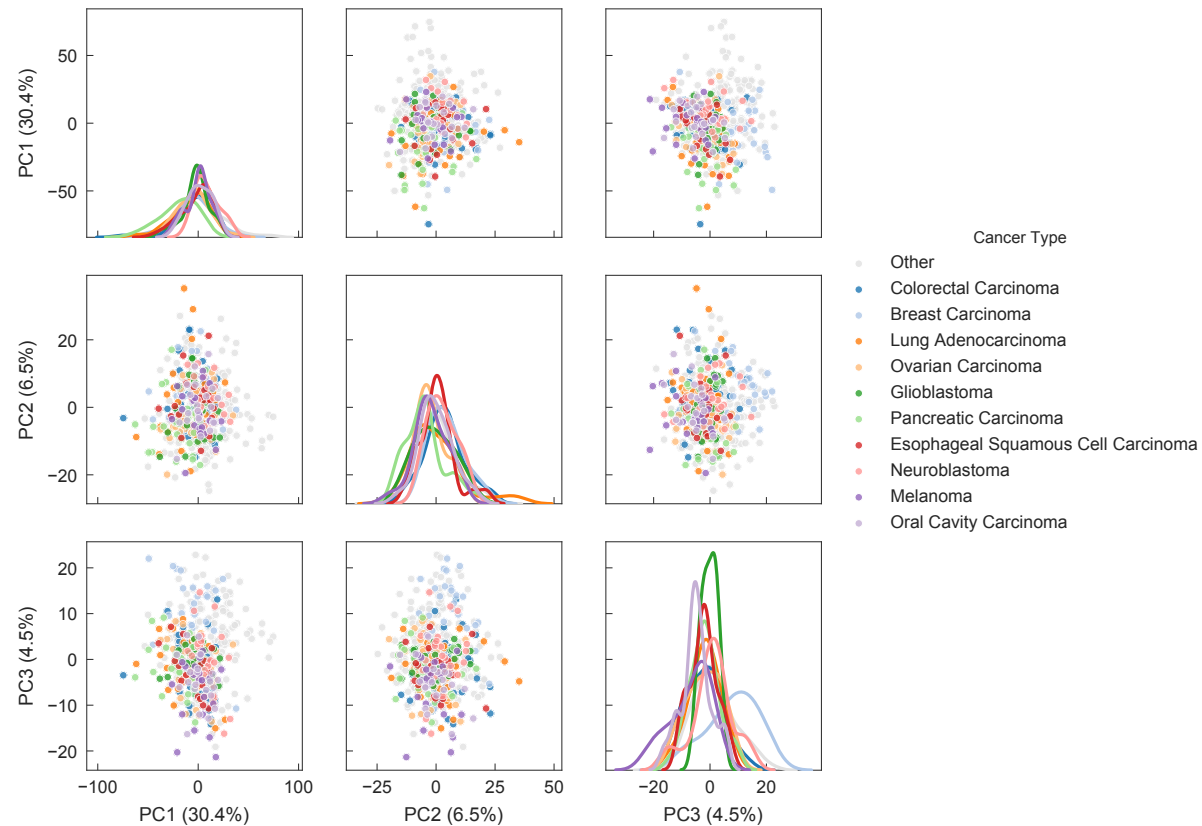 PC1 (30.4%)
50
0
−50
PC2 (6.5%)
20
0
−20
PC3 (4.5%)
20
10
0
−10
−20
−100
0
100
PC1 (30.4%)
−25
0
25
50
PC2 (6.5%)
−20
0
20
PC3 (4.5%)
Cancer Type
Other
Colorectal Carcinoma
Breast Carcinoma
Lung Adenocarcinoma
Ovarian Carcinoma
Glioblastoma
Pancreatic Carcinoma
Esophageal Squamous Cell Carcinoma
Neuroblastoma
Melanoma
Oral Cavity Carcinoma